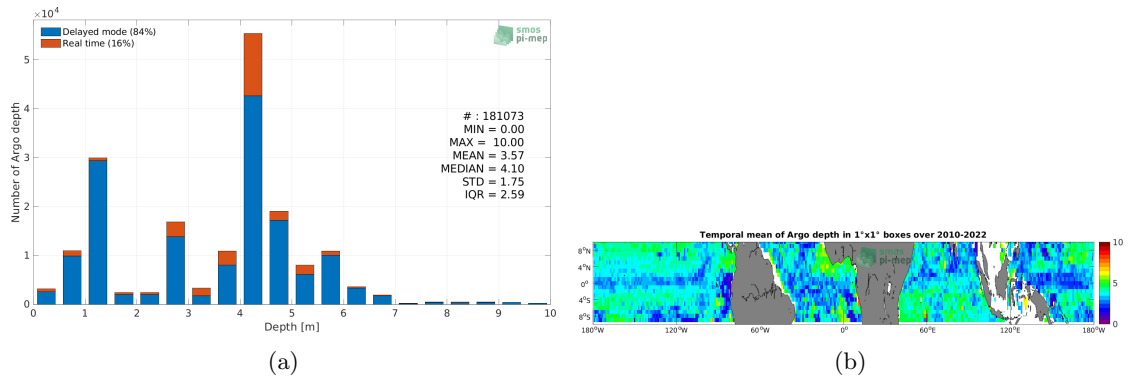 ×10⁴
Delayed mode (84%)
Real time (16%)
smos
pi-mep
5
4
3
2
1
0
Number of Argo depth
# : 181073
MIN = 0.00
MAX = 10.00
MEAN = 3.57
MEDIAN = 4.10
STD = 1.75
IQR = 2.59
0 1 2 3 4 5 6 7 8 9 10
Depth [m]
(a)
Temporal mean of Argo depth in 1°x1° boxes over 2010-2022
smos
pi-mep
8°N
4°N
0°
4°S
8°S
180°W 120°W 60°W 0° 60°E 120°E 180°W
10
5
0
(b)